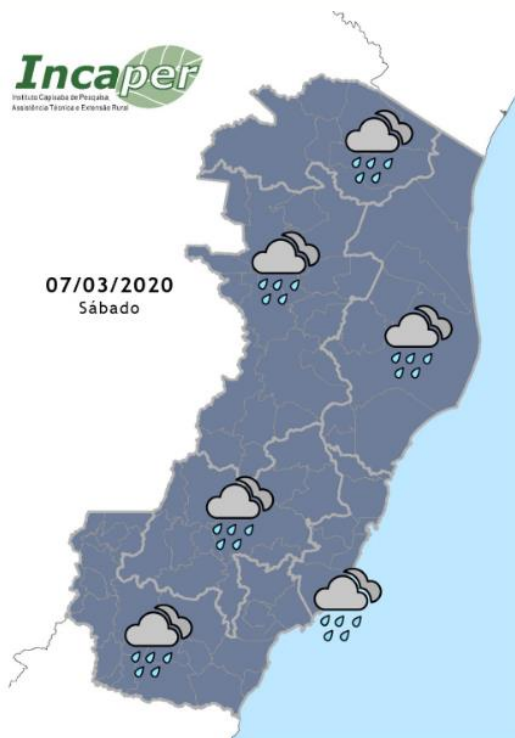 Incaper
Instituto Capixaba de Pesquisa,
Assistência Técnica e Extensão Rural
07/03/2020
Sábado